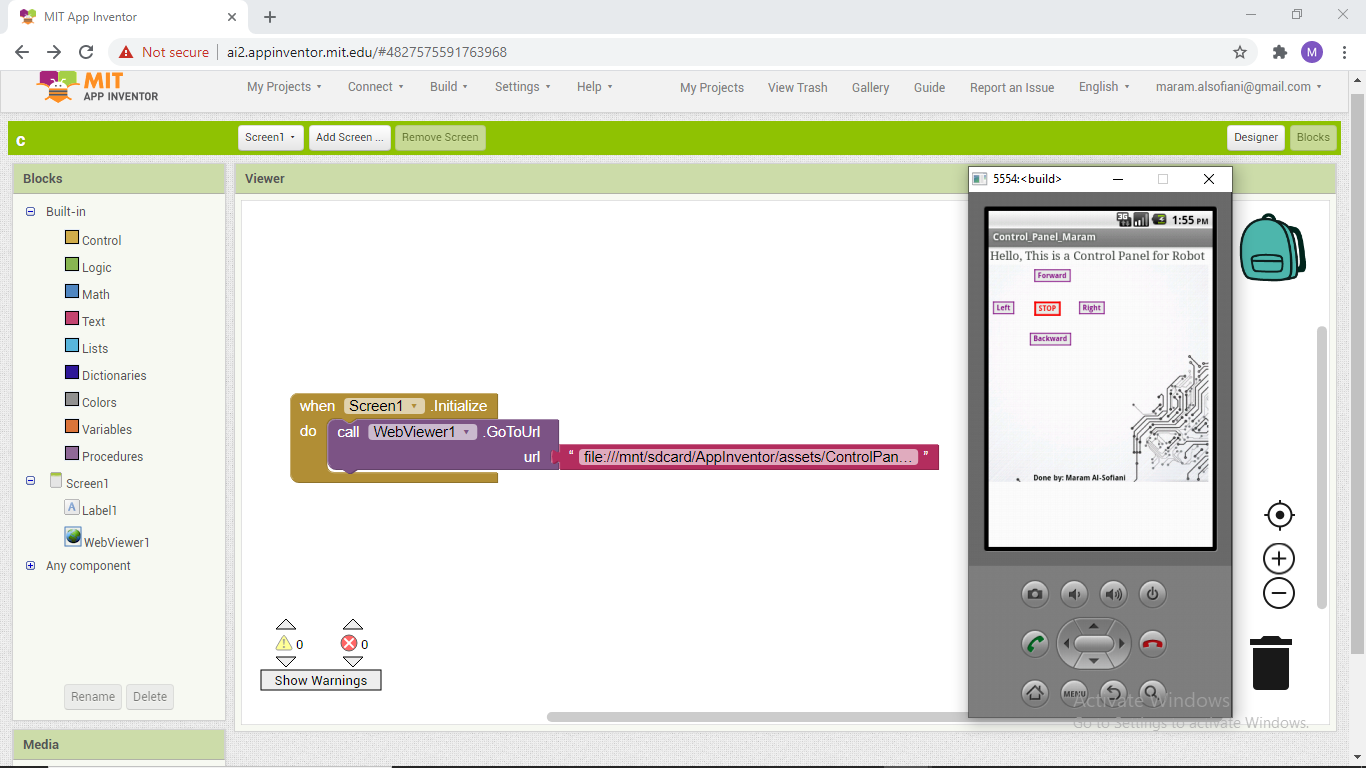 MIT App Inventor
Not secure
ai2.appinventor.mit.edu/#4827575591763968
M
MIT
APP INVENTOR
My Projects
Connect
Build
Settings
Help
My Projects
View Trash
Gallery
Guide
Report an Issue
English
maram.alsofiani@gmail.com
c
Screen1
Add Screen ...
Remove Screen
Designer
Blocks
Blocks
Built-in
Control
Logic
Math
Text
Lists
Dictionaries
Colors
Variables
Procedures
Screen1
A Label1
WebViewer1
Any component
Rename
Delete
Media
Viewer
when Screen1 .Initialize
do call WebViewer1 .GoToUrl
url " file:///mnt/sdcard/AppInventor/assets/ControlPan... "
0
0
Show Warnings
5554:<build>
3G
1:55 PM
Control_Panel_Maram
Hello, This is a Control Panel for Robot
Forward
Left
STOP
Right
Backward
Done by: Maram Al-Sofiani
MENU
Activate Windows
Go to Settings to activate Windows.